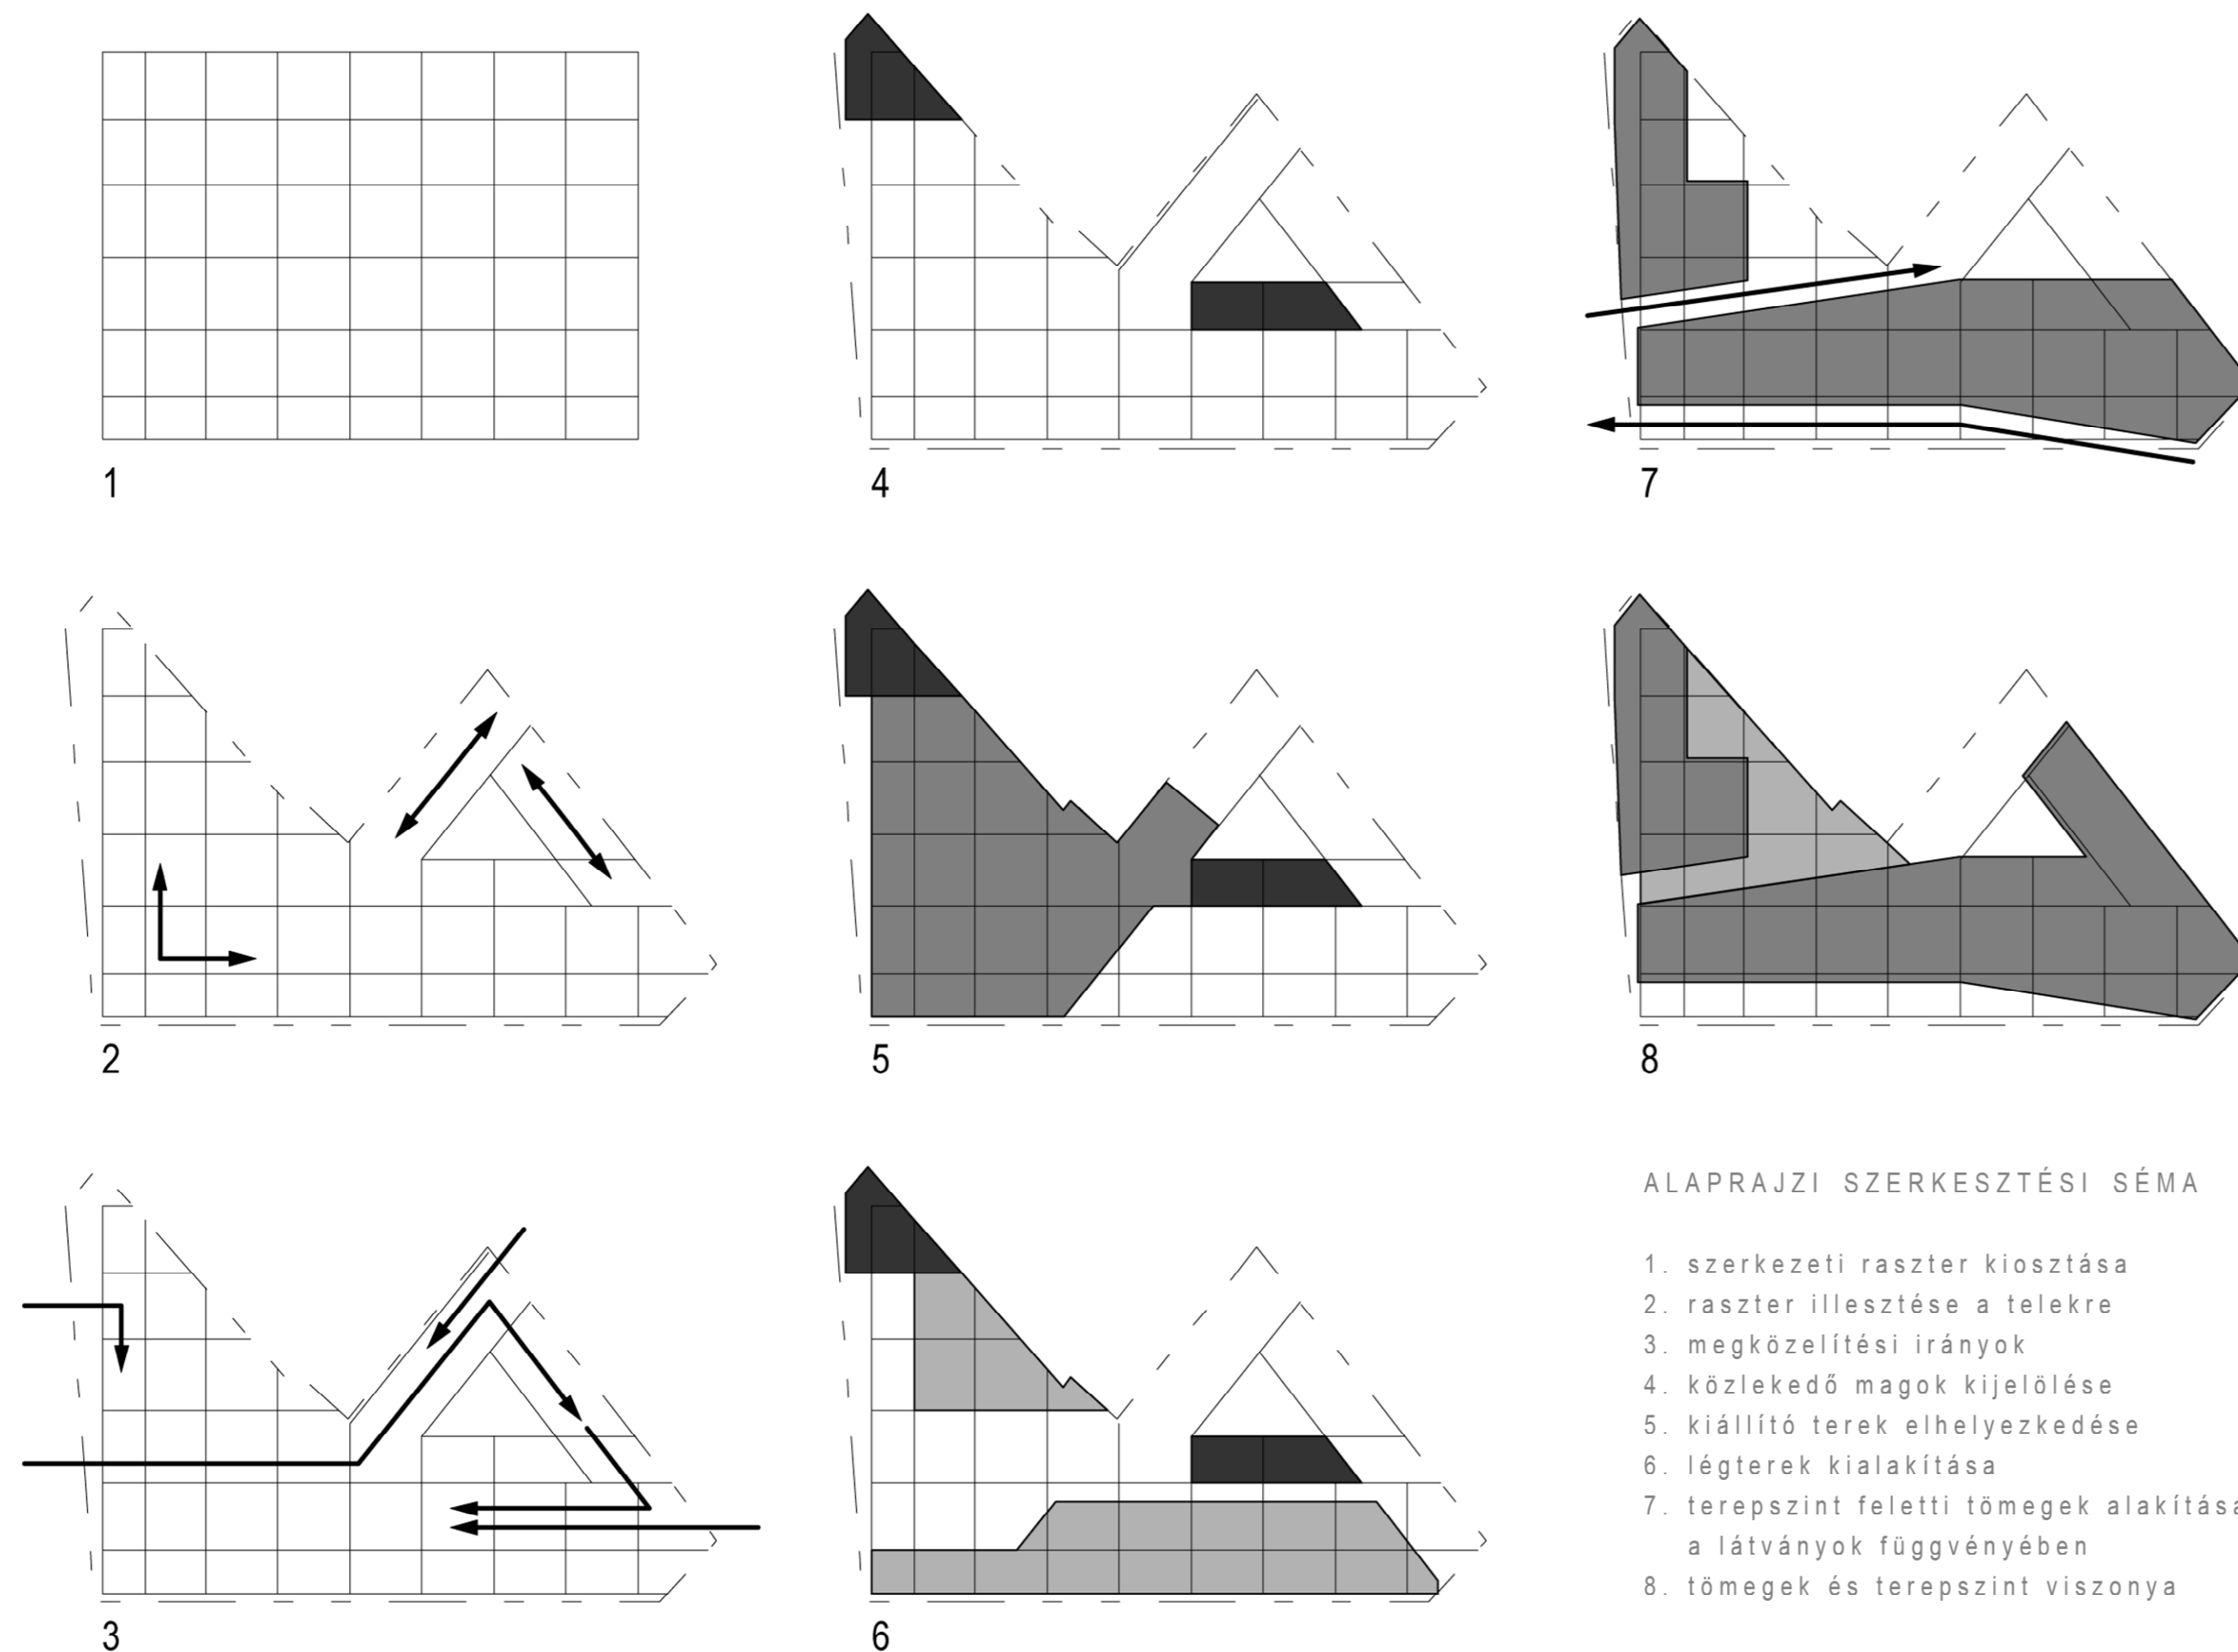 1
4
7
2
5
8
3
6
ALAPRAJZI SZERKESZTÉSI SÉMA
1. szerkezeti raszter kiosztása
2. raszter illesztése a telekre
3. megközelítési irányok
4. közlekedő magok kijelölése
5. kiállító terek elhelyezkedése
6. légterek kialakítása
7. terepszint feletti tömegek alakítása
a látványok függvényében
8. tömegek és terepszint viszonya